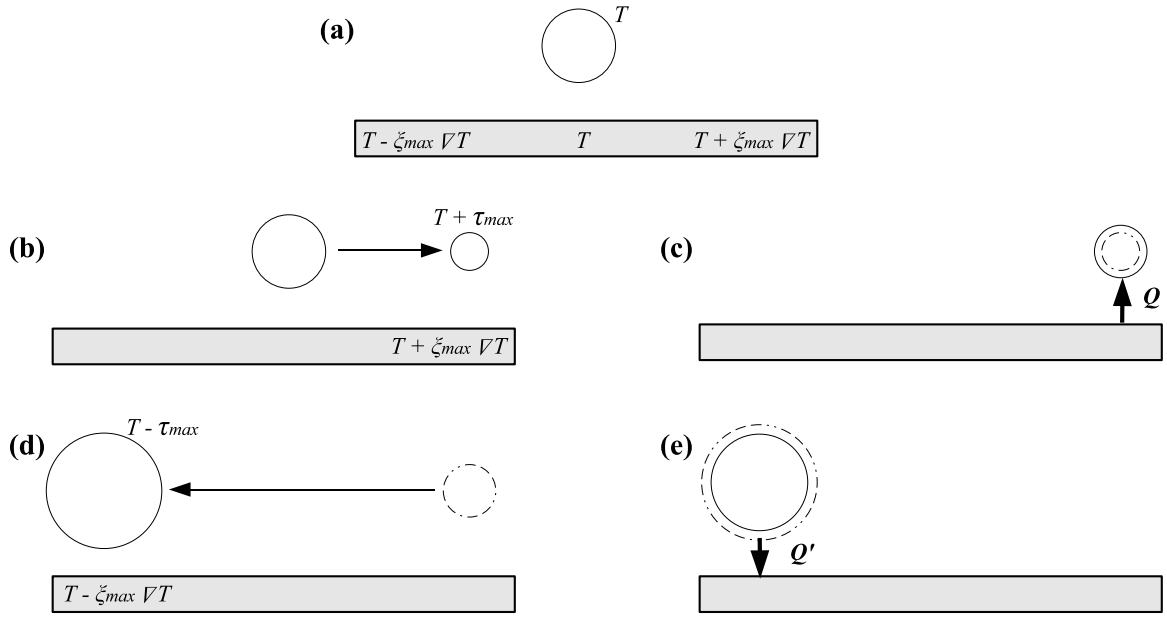 (a)
T
T - ξmax ∇T T T + ξmax ∇T
(b)
T + τmax
T + ξmax ∇T
(c)
Q
(d)
T - τmax
T - ξmax ∇T
(e)
Q'